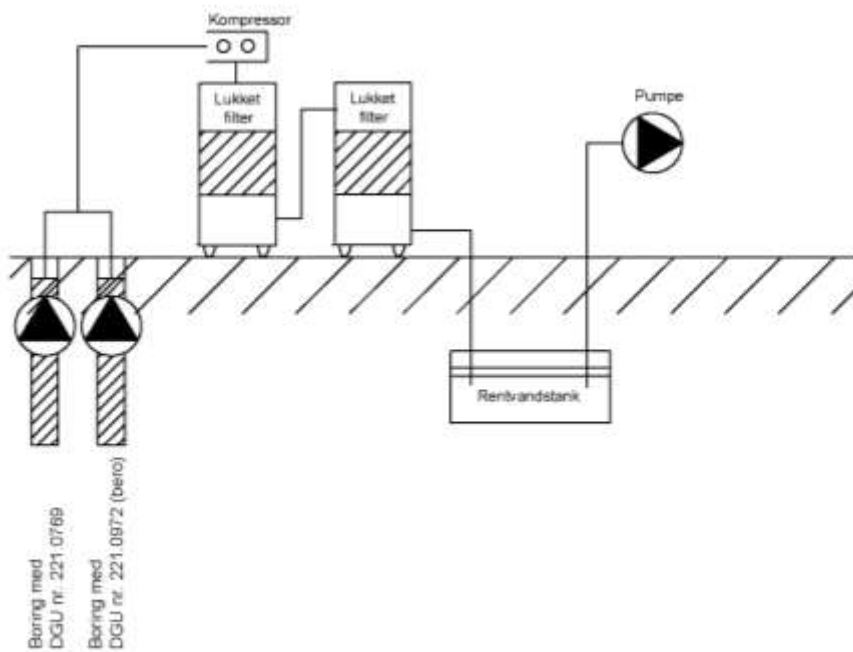 Kompressor
Lukket
filter
Lukket
filter
Pumpe
Rentvandstank
Boring med
DGU nr. 221.0769
Boring med
DGU nr. 221.0972 (bero)